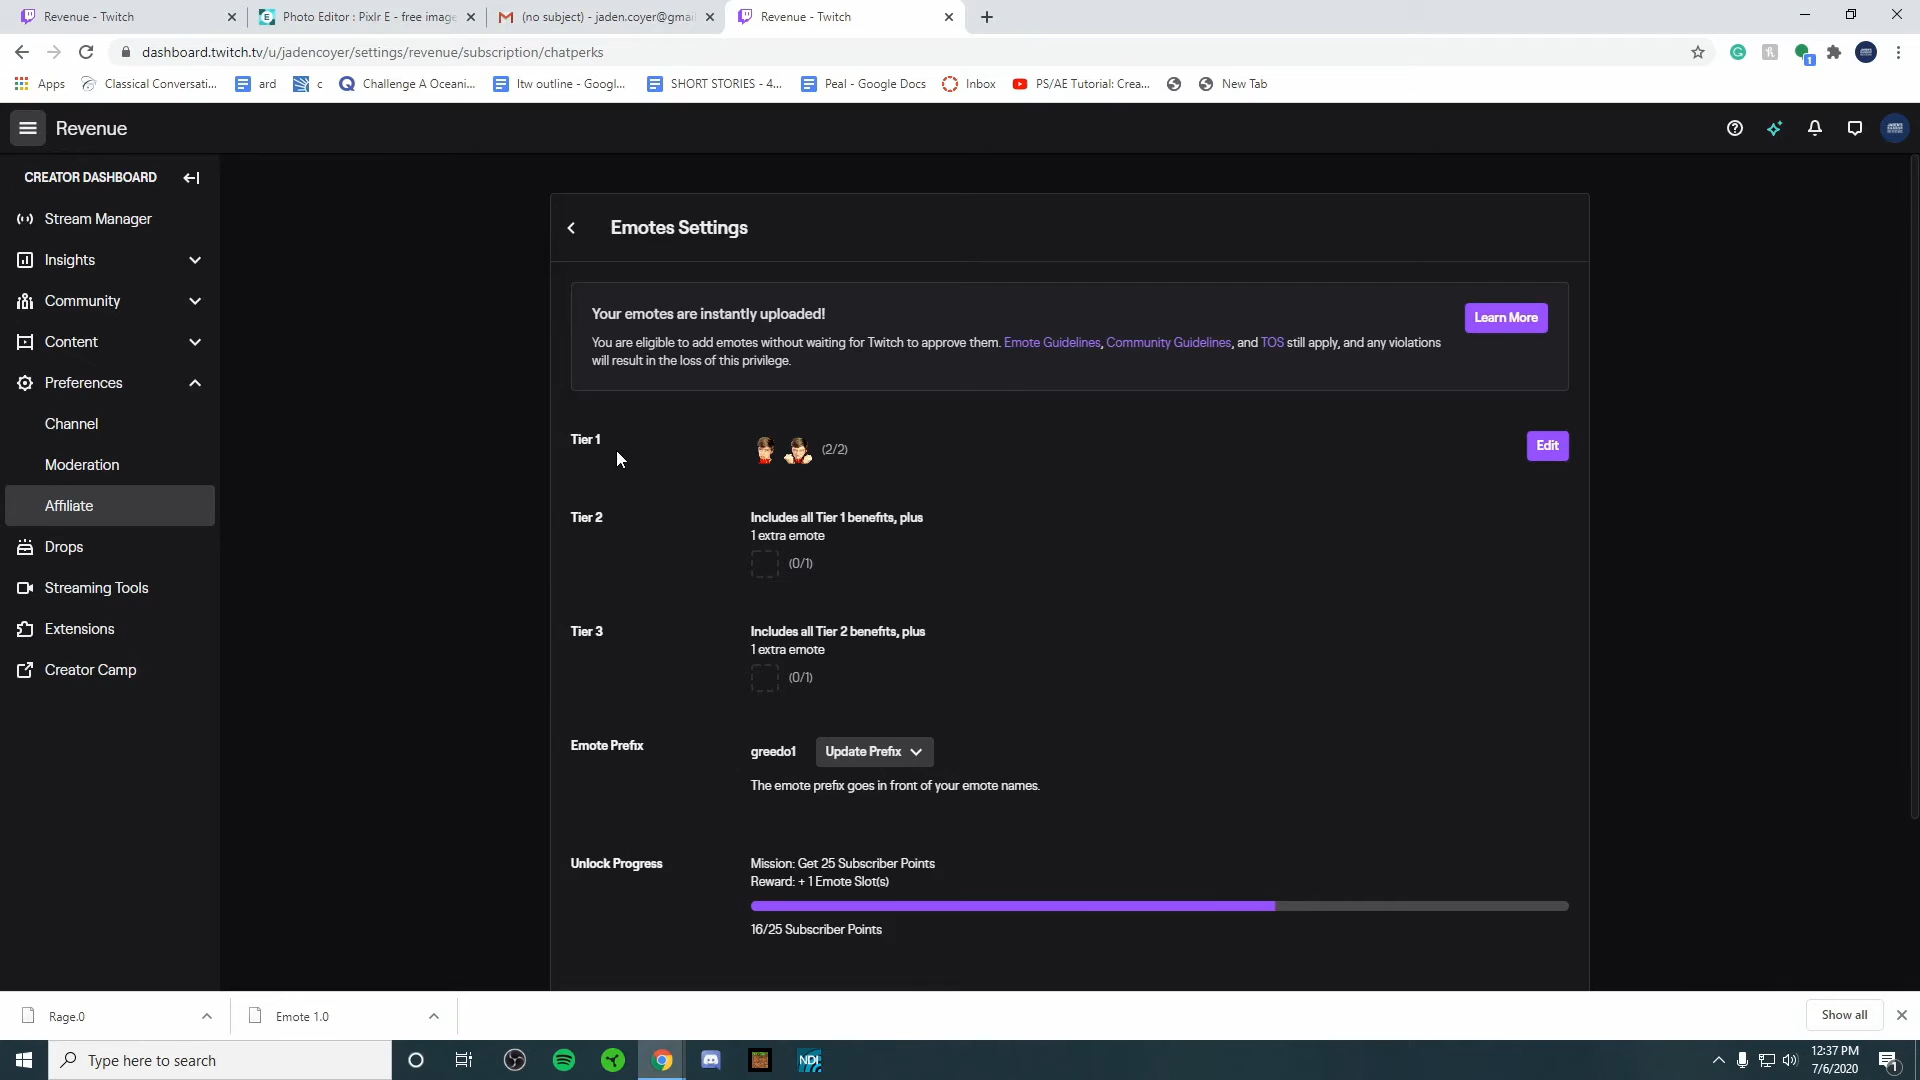 Revenue - Twitch
Photo Editor : Pixlr E - free image
(no subject) - jaden.coyer@gmai
Revenue - Twitch
dashboard.twitch.tv/u/jadencoyer/settings/revenue/subscription/chatperks
Apps
Classical Conversati...
ard
c
Challenge A Oceani...
ltw outline - Googl...
SHORT STORIES - 4...
Peal - Google Docs
Inbox
PS/AE Tutorial: Crea...
New Tab
Revenue
CREATOR DASHBOARD
Stream Manager
Insights
Community
Content
Preferences
Channel
Moderation
Affiliate
Drops
Streaming Tools
Extensions
Creator Camp
Emotes Settings
Your emotes are instantly uploaded!
You are eligible to add emotes without waiting for Twitch to approve them. Emote Guidelines, Community Guidelines, and TOS still apply, and any violations
will result in the loss of this privilege.
Learn More
Tier 1
(2/2)
Edit
Tier 2
Includes all Tier 1 benefits, plus
1 extra emote
(0/1)
Tier 3
Includes all Tier 2 benefits, plus
1 extra emote
(0/1)
Emote Prefix
greedo1
Update Prefix
The emote prefix goes in front of your emote names.
Unlock Progress
Mission: Get 25 Subscriber Points
Reward: + 1 Emote Slot(s)
16/25 Subscriber Points
Rage.0
Emote 1.0
Show all
Type here to search
NDI
12:37 PM
7/6/2020
1